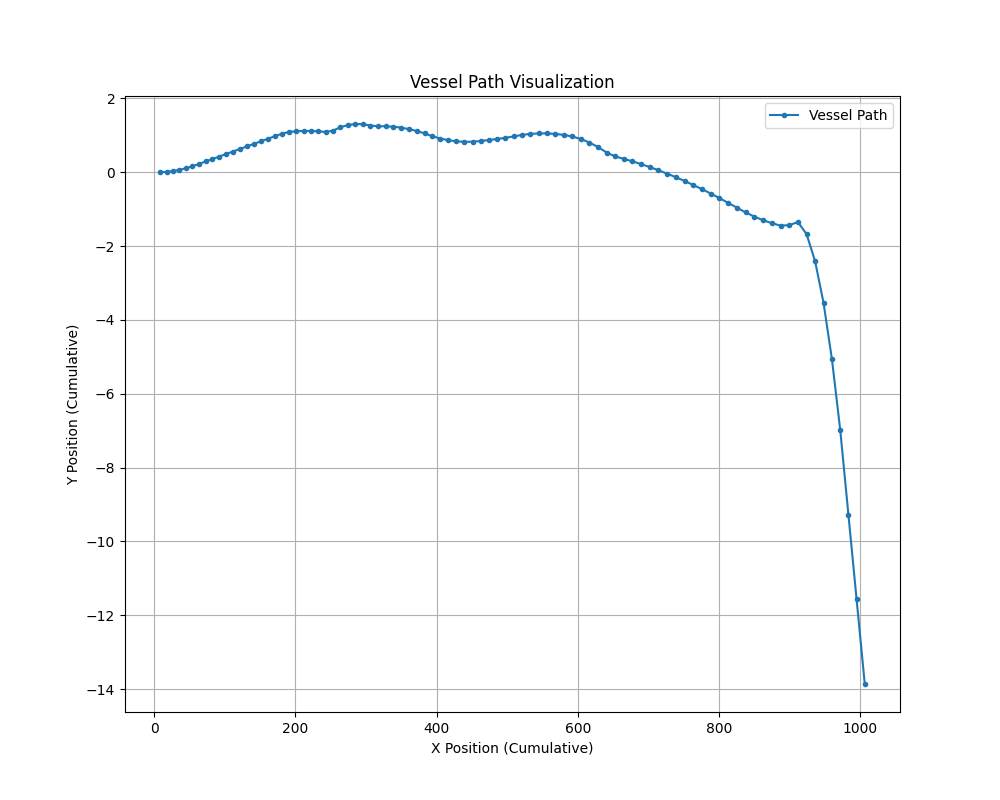 Vessel Path Visualization
Vessel Path
Y Position (Cumulative)
2
0
−2
−4
−6
−8
−10
−12
−14
0 200 400 600 800 1000
X Position (Cumulative)